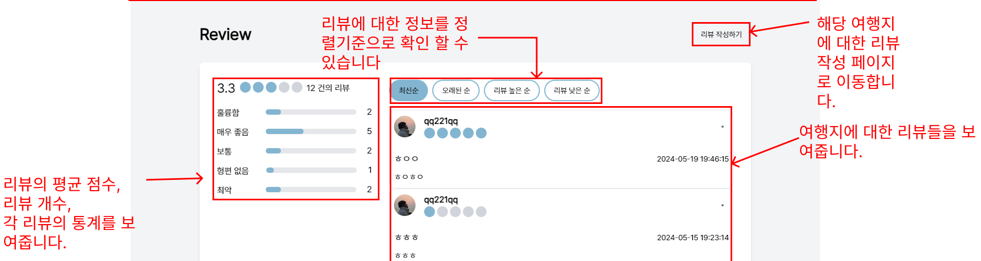 리뷰에 대한 정보를 정
렬기준으로 확인 할 수
있습니다
해당 여행지
에 대한 리뷰
작성 페이지
로 이동합니
다.
Review
리뷰 작성하기
3.3 12 건의 리뷰
훌륭함 2
매우 좋음 5
보통 2
형편 없음 1
최악 2
최신순 오래된 순 리뷰 높은 순 리뷰 낮은 순
qq221qq
ㅎㅇㅇ 2024-05-19 19:46:15
ㅎㅇㅎㅇ
qq221qq
ㅎㅎㅎ 2024-05-15 19:23:14
ㅎㅎㅎ
여행지에 대한 리뷰들을 보
여줍니다.
리뷰의 평균 점수,
리뷰 개수,
각 리뷰의 통계를 보
여줍니다.